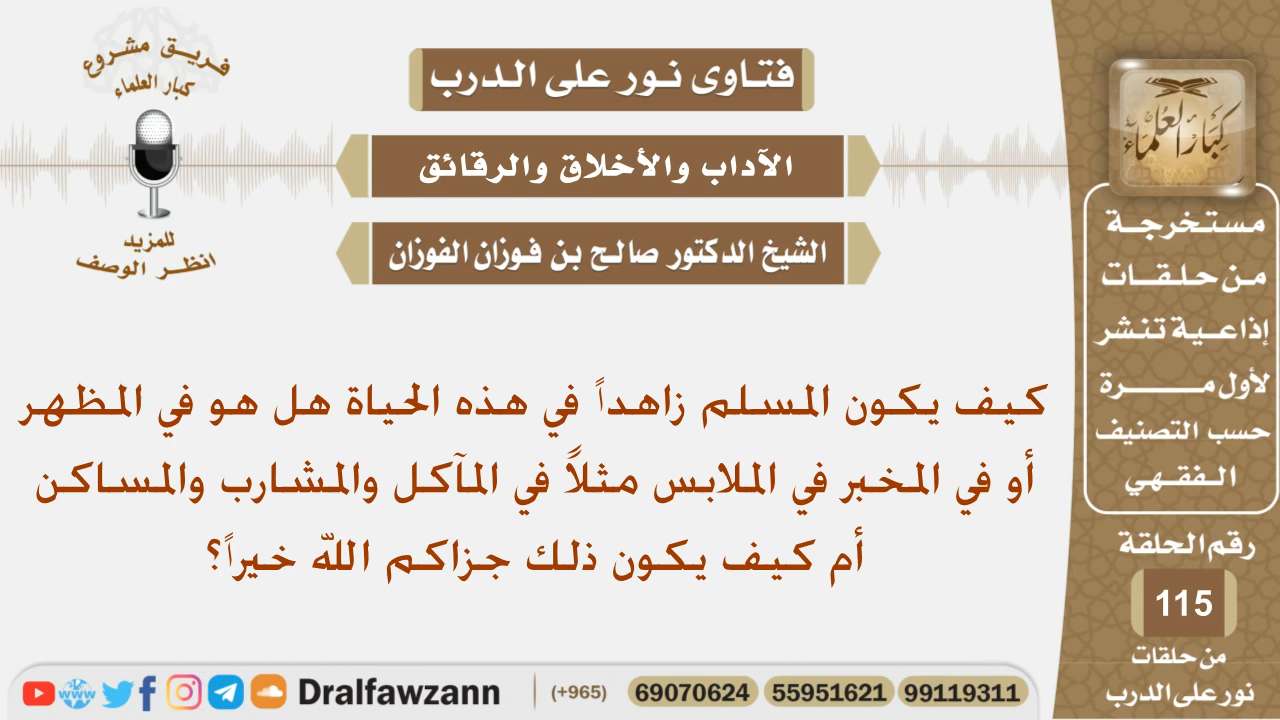 فريق مشروع
كبار العلماء
للمزيد
انظر الوصف
فتاوى نور على الدرب
الآداب والأخلاق والرقائق
الشيخ الدكتور صالح بن فوزان الفوزان
كيف يكون المسلم زاهداً في هذه الحياة هل هو في المظهر
أو في المخبر في الملابس مثلاً في المآكل والمشارب والمساكن
أم كيف يكون ذلك جزاكم الله خيراً؟
كبار العلماء
مستخرجة
من حلقات
إذاعية تنشر
لأول مرة
حسب التصنيف
الفقهي
رقم الحلقة
115
من حلقات
نور على الدرب
www Dralfawzann (+965) 69070624 55951621 99119311